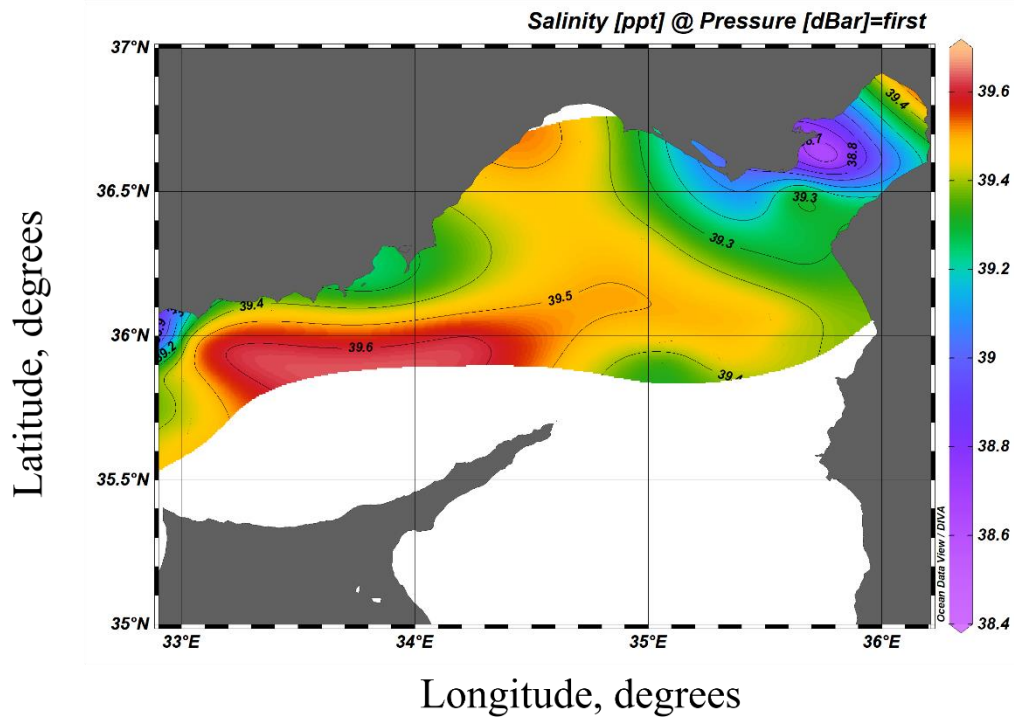 Salinity [ppt] @ Pressure [dBar]=first
37°N
36.5°N
36°N
35.5°N
35°N
33°E
34°E
35°E
36°E
Latitude, degrees
Longitude, degrees
39.4
39.3
39.3
38.8
39.4
39.5
39.6
39.2
39.6
39.4
39.2
39
38.8
38.6
38.4
Ocean Data View / DIVA